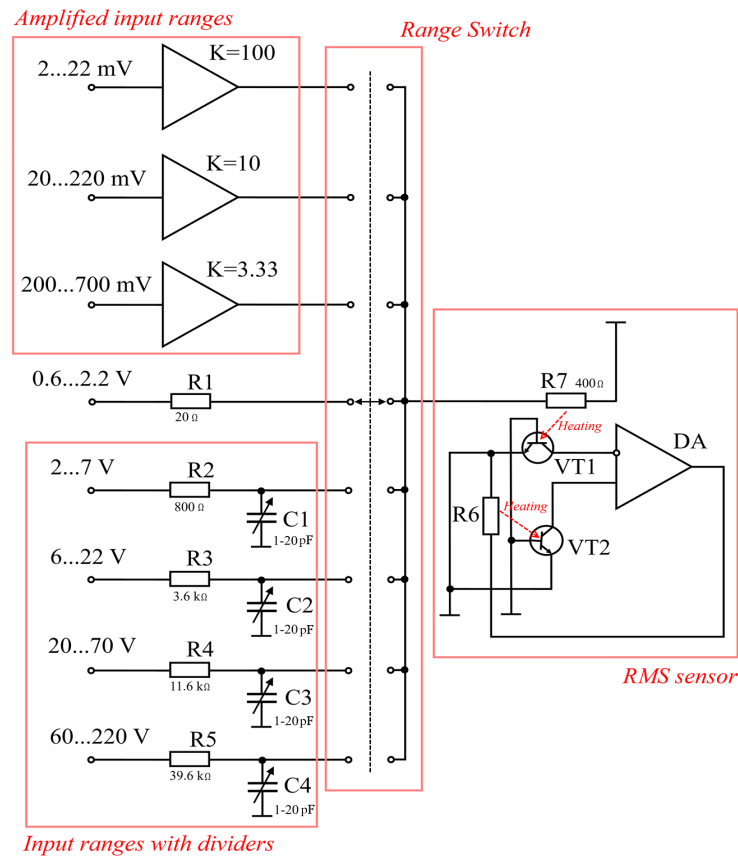 Amplified input ranges
Range Switch
K=100
2...22 mV
K=10
20...220 mV
K=3.33
200...700 mV
0.6...2.2 V
R1
20 Ω
R7 400 Ω
Heating
DA
VT1
2...7 V
R2
800 Ω
C1
1-20 pF
R6
Heating
VT2
6...22 V
R3
3.6 kΩ
C2
1-20 pF
20...70 V
R4
11.6 kΩ
C3
1-20 pF
RMS sensor
60...220 V
R5
39.6 kΩ
C4
1-20 pF
Input ranges with dividers